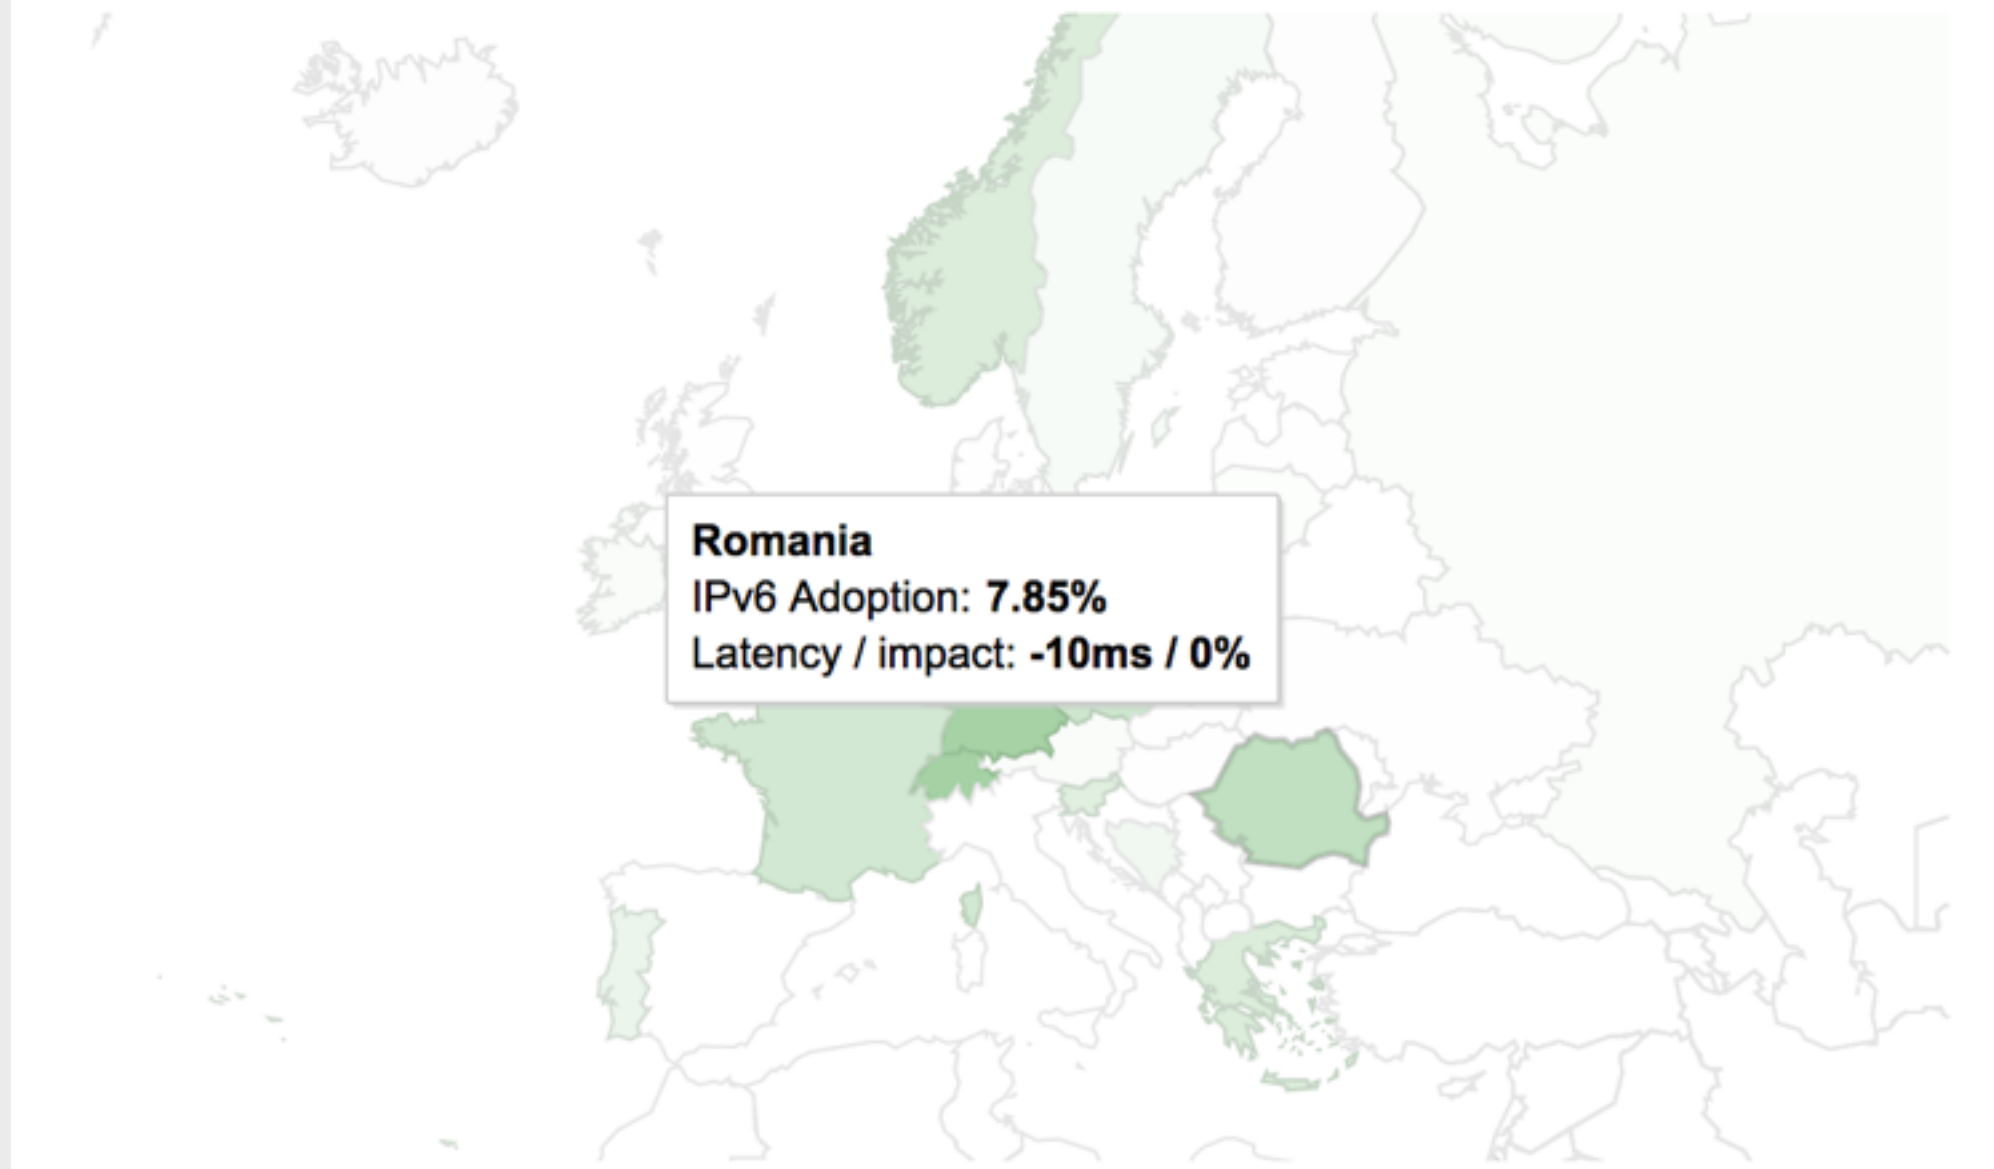 Romania
IPv6 Adoption: 7.85%
Latency / impact: -10ms / 0%